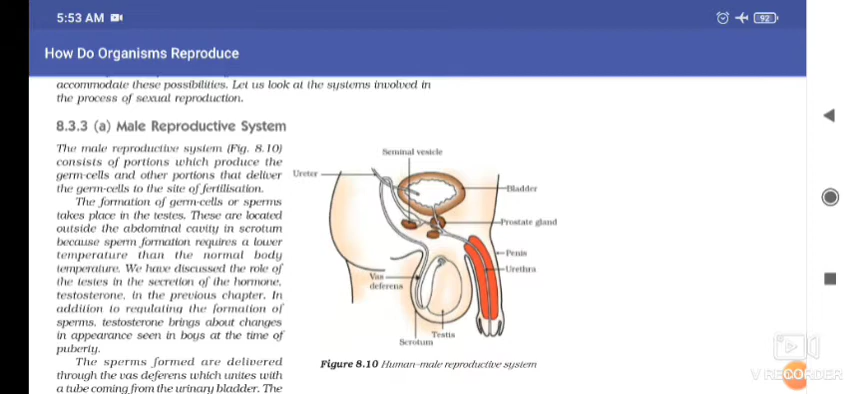 5:53 AM
92
How Do Organisms Reproduce
accommodate these possibilities. Let us look at the systems involved in
the process of sexual reproduction.
8.3.3 (a) Male Reproductive System
The male reproductive system (Fig. 8.10)
consists of portions which produce the
germ-cells and other portions that deliver
the germ-cells to the site of fertilisation.
The formation of germ-cells or sperms
takes place in the testes. These are located
outside the abdominal cavity in scrotum
because sperm formation requires a lower
temperature than the normal body
temperature. We have discussed the role of
the testes in the secretion of the hormone,
testosterone, in the previous chapter. In
addition to regulating the formation of
sperms, testosterone brings about changes
in appearance seen in boys at the time of
puberty.
The sperms formed are delivered
through the vas deferens which unites with
a tube coming from the urinary bladder. The
Seminal vesicle
Ureter
Bladder
Prostate gland
Penis
Urethra
Vas
deferens
Testis
Scrotum
Figure 8.10 Human–male reproductive system
V RECORDER